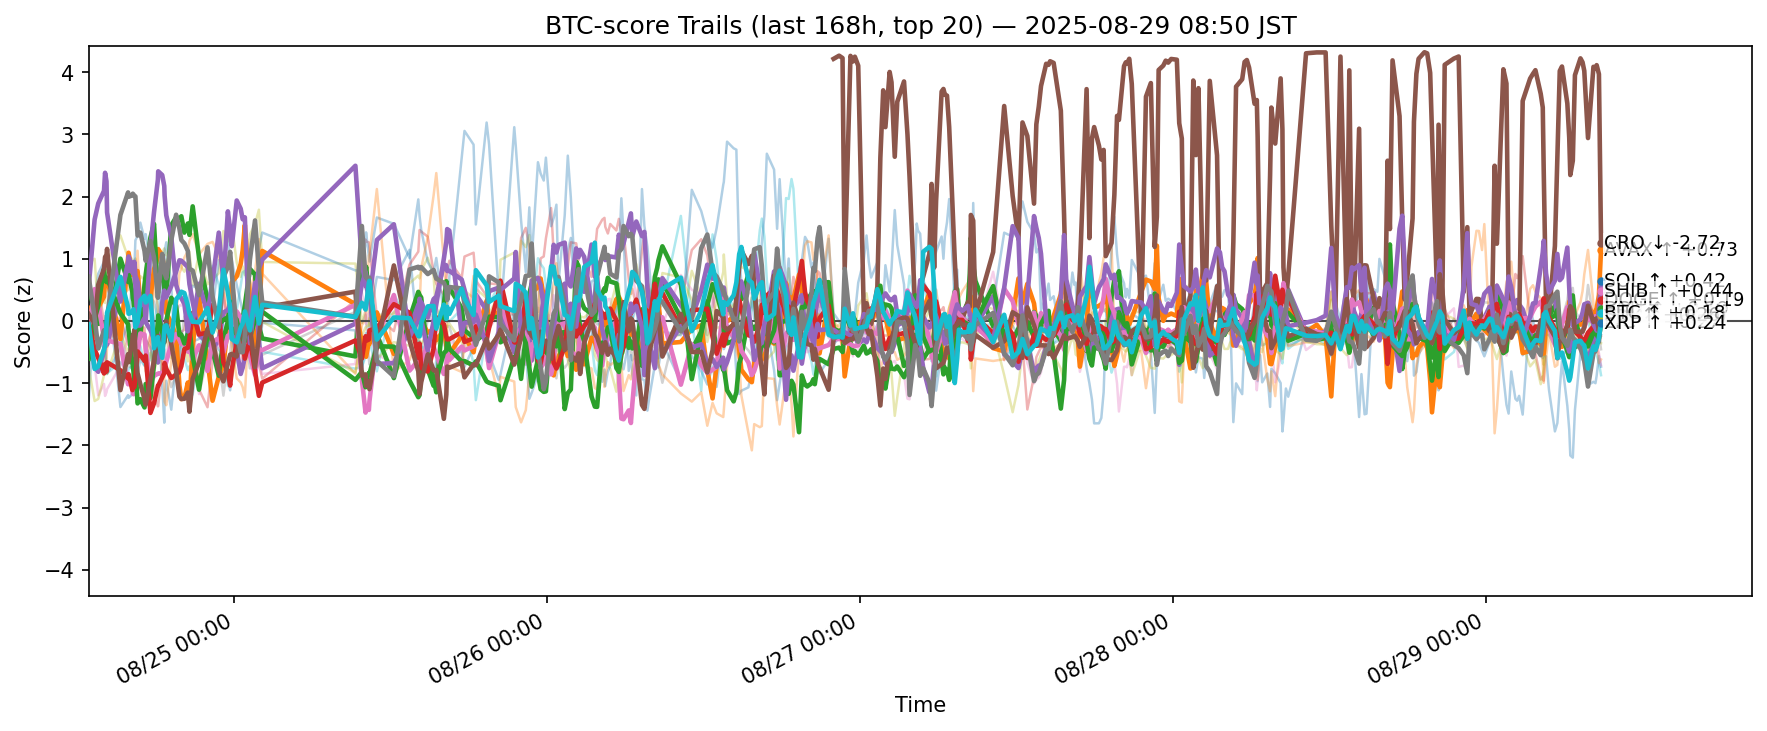 BTC-score Trails (last 168h, top 20) — 2025-08-29 08:50 JST
Score (z)
4
3
2
1
0
−1
−2
−3
−4
CRO ↓ -2.72
AVAX ↑ +0.73
SOL ↑ +0.42
SHIB ↑ +0.44
BTC ↑ +0.18
XRP ↑ +0.24
08/25 00:00
08/26 00:00
08/27 00:00
08/28 00:00
08/29 00:00
Time